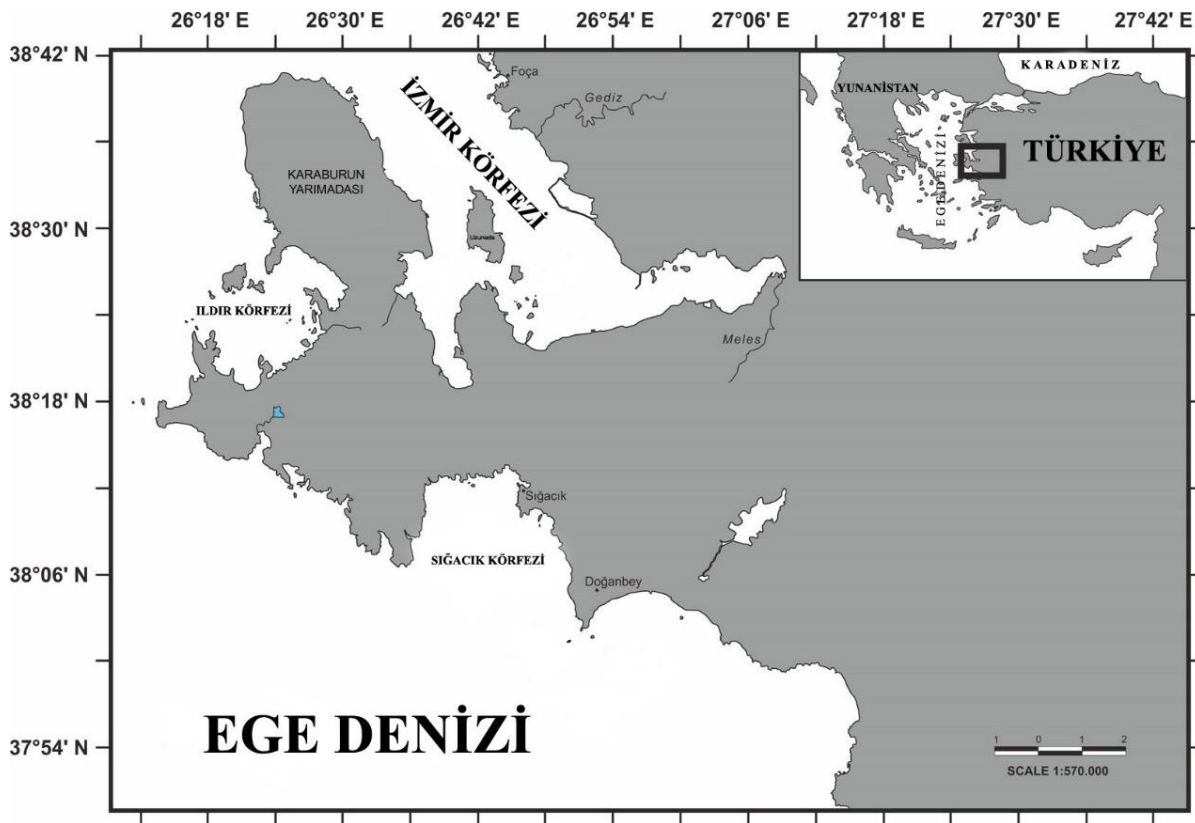 26°18' E 26°30' E 26°42' E 26°54' E 27°06' E 27°18' E 27°30' E 27°42' E
38°42' N
38°30' N
38°18' N
38°06' N
37°54' N
Foça
Gediz
İZMİR KÖRFEZİ
KARABURUN
YARIMADASI
Uzunada
ILDIR KÖRFEZİ
Meles
Sığacık
SIĞACIK KÖRFEZİ
Doğanbey
EGE DENİZİ
KARADENİZ
YUNANİSTAN
EGE DENİZİ
TÜRKİYE
1 0 1 2
SCALE 1:570.000